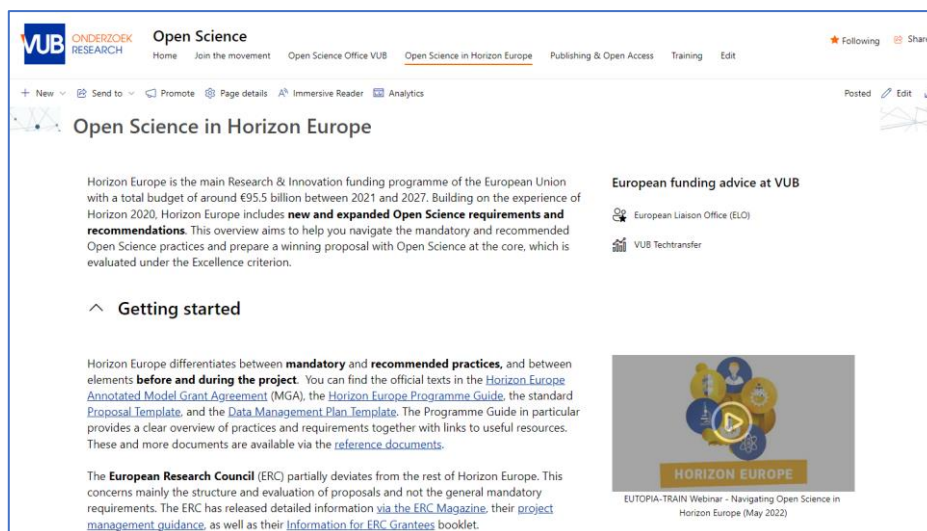 VUB ONDERZOEK
RESEARCH
Open Science
Home Join the movement Open Science Office VUB Open Science in Horizon Europe Publishing & Open Access Training Edit
Following Share
New Send to Promote Page details Immersive Reader Analytics
Posted Edit
Open Science in Horizon Europe
Horizon Europe is the main Research & Innovation funding programme of the European Union
with a total budget of around €95.5 billion between 2021 and 2027. Building on the experience of
Horizon 2020, Horizon Europe includes new and expanded Open Science requirements and
recommendations. This overview aims to help you navigate the mandatory and recommended
Open Science practices and prepare a winning proposal with Open Science at the core, which is
evaluated under the Excellence criterion.
European funding advice at VUB
European Liaison Office (ELO)
VUB Techtransfer
Getting started
Horizon Europe differentiates between mandatory and recommended practices, and between
elements before and during the project. You can find the official texts in the Horizon Europe
Annotated Model Grant Agreement (MGA), the Horizon Europe Programme Guide, the standard
Proposal Template, and the Data Management Plan Template. The Programme Guide in particular
provides a clear overview of practices and requirements together with links to useful resources.
These and more documents are available via the reference documents.
The European Research Council (ERC) partially deviates from the rest of Horizon Europe. This
concerns mainly the structure and evaluation of proposals and not the general mandatory
requirements. The ERC has released detailed information via the ERC Magazine, their project
management guidance, as well as their Information for ERC Grantees booklet.
HORIZON EUROPE
EUTOPIA-TRAIN Webinar - Navigating Open Science in
Horizon Europe (May 2022)